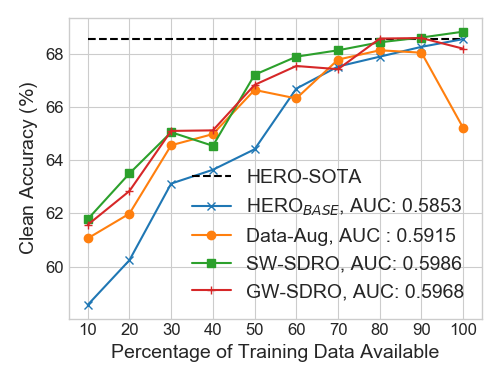 68
66
64
62
60
Clean Accuracy (%)
HERO-SOTA
HERO_BASE, AUC: 0.5853
Data-Aug, AUC : 0.5915
SW-SDRO, AUC: 0.5986
GW-SDRO, AUC: 0.5968
10 20 30 40 50 60 70 80 90 100
Percentage of Training Data Available